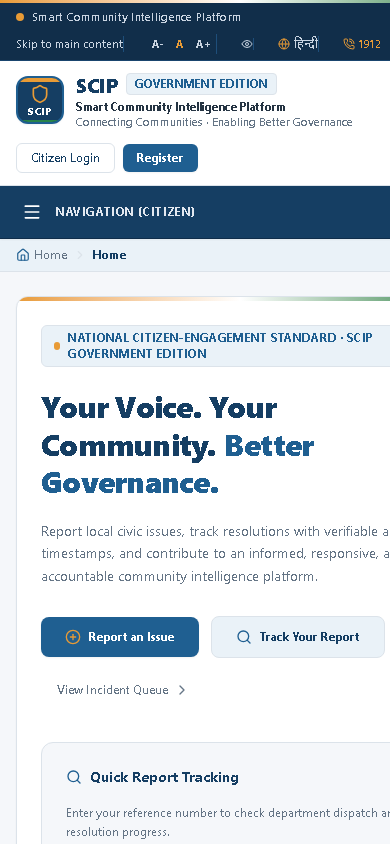 Smart Community Intelligence Platform
Skip to main content A- A A+ हिन्दी 1912
SCIP
SCIP GOVERNMENT EDITION
Smart Community Intelligence Platform
Connecting Communities · Enabling Better Governance
Citizen Login Register
NAVIGATION (CITIZEN)
Home Home
NATIONAL CITIZEN-ENGAGEMENT STANDARD · SCIP
GOVERNMENT EDITION
Your Voice. Your
Community. Better
Governance.
Report local civic issues, track resolutions with verifiable a
timestamps, and contribute to an informed, responsive, a
accountable community intelligence platform.
Report an Issue Track Your Report
View Incident Queue
Quick Report Tracking
Enter your reference number to check department dispatch an
resolution progress.